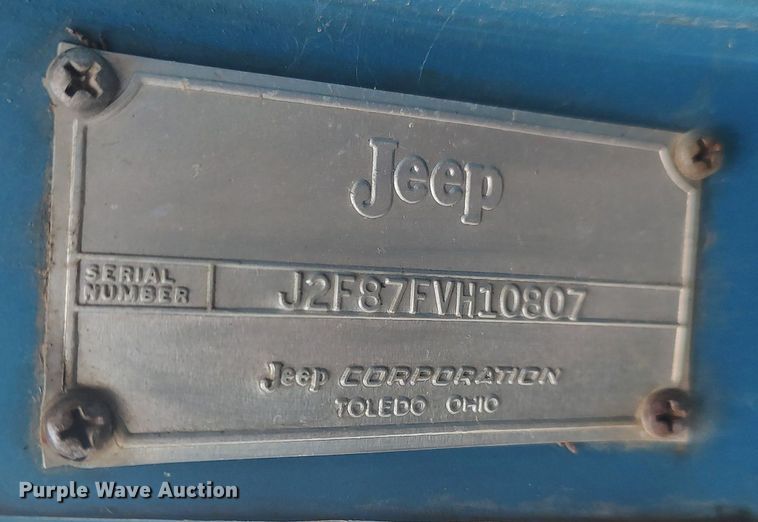 Jeep
SERIAL NUMBER
J2F87FVH10807
Jeep CORPORATION
TOLEDO OHIO
Purple Wave Auction